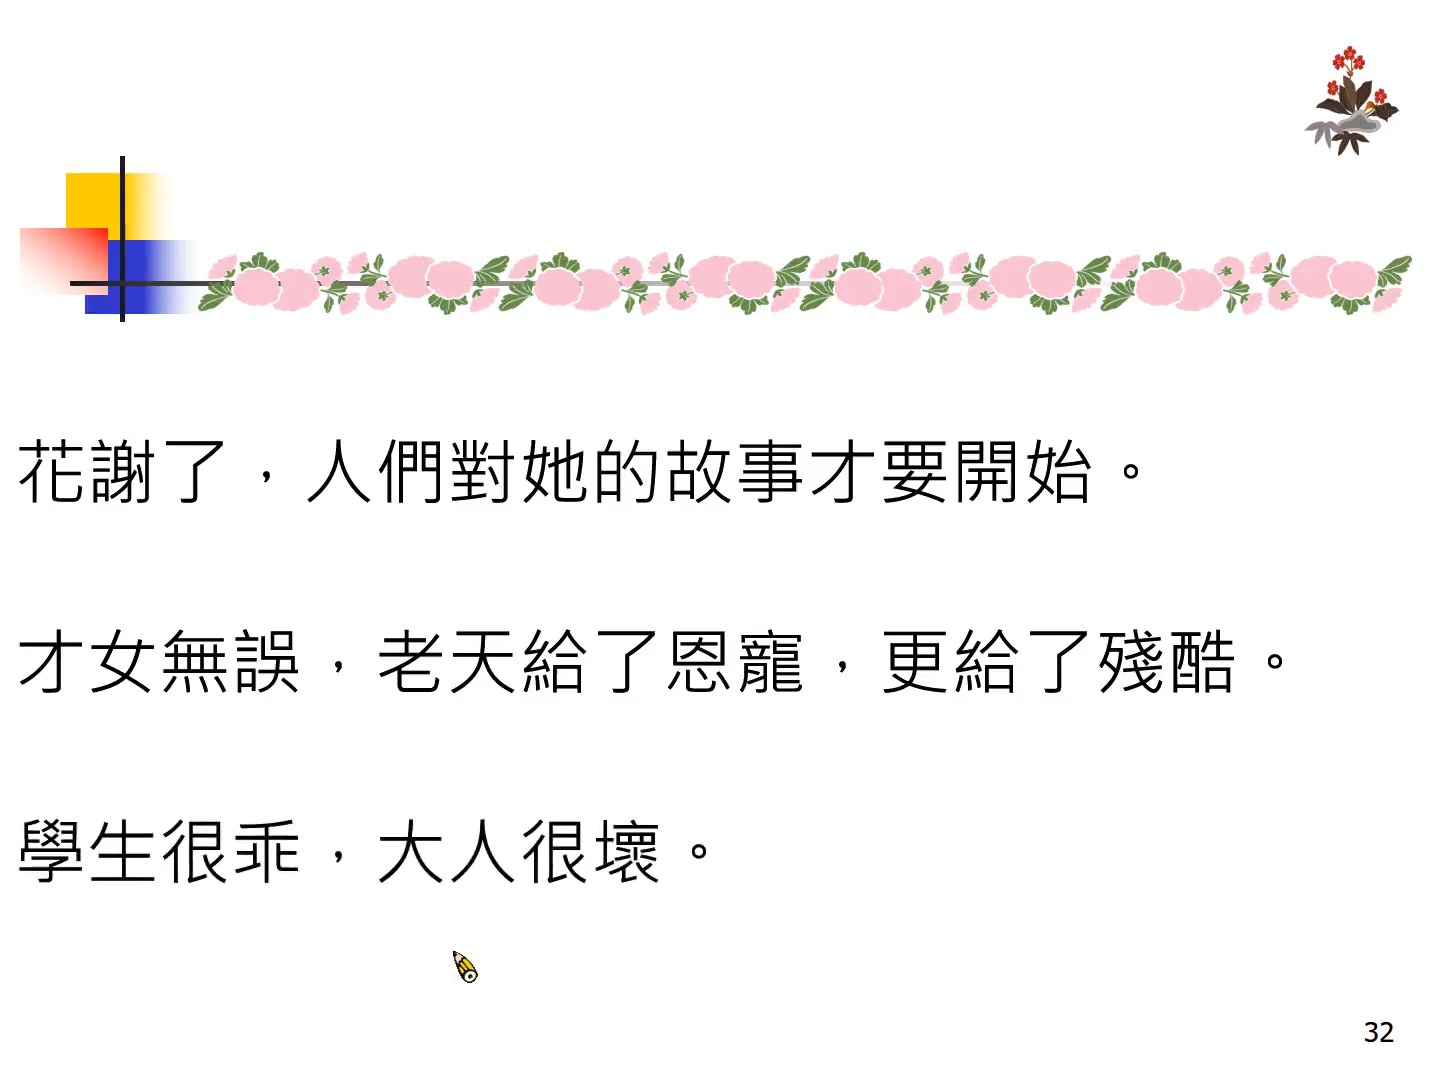 花謝了，人們對她的故事才要開始。
才女無誤，老天給了恩寵，更給了殘酷。
學生很乖，大人很壞。
32